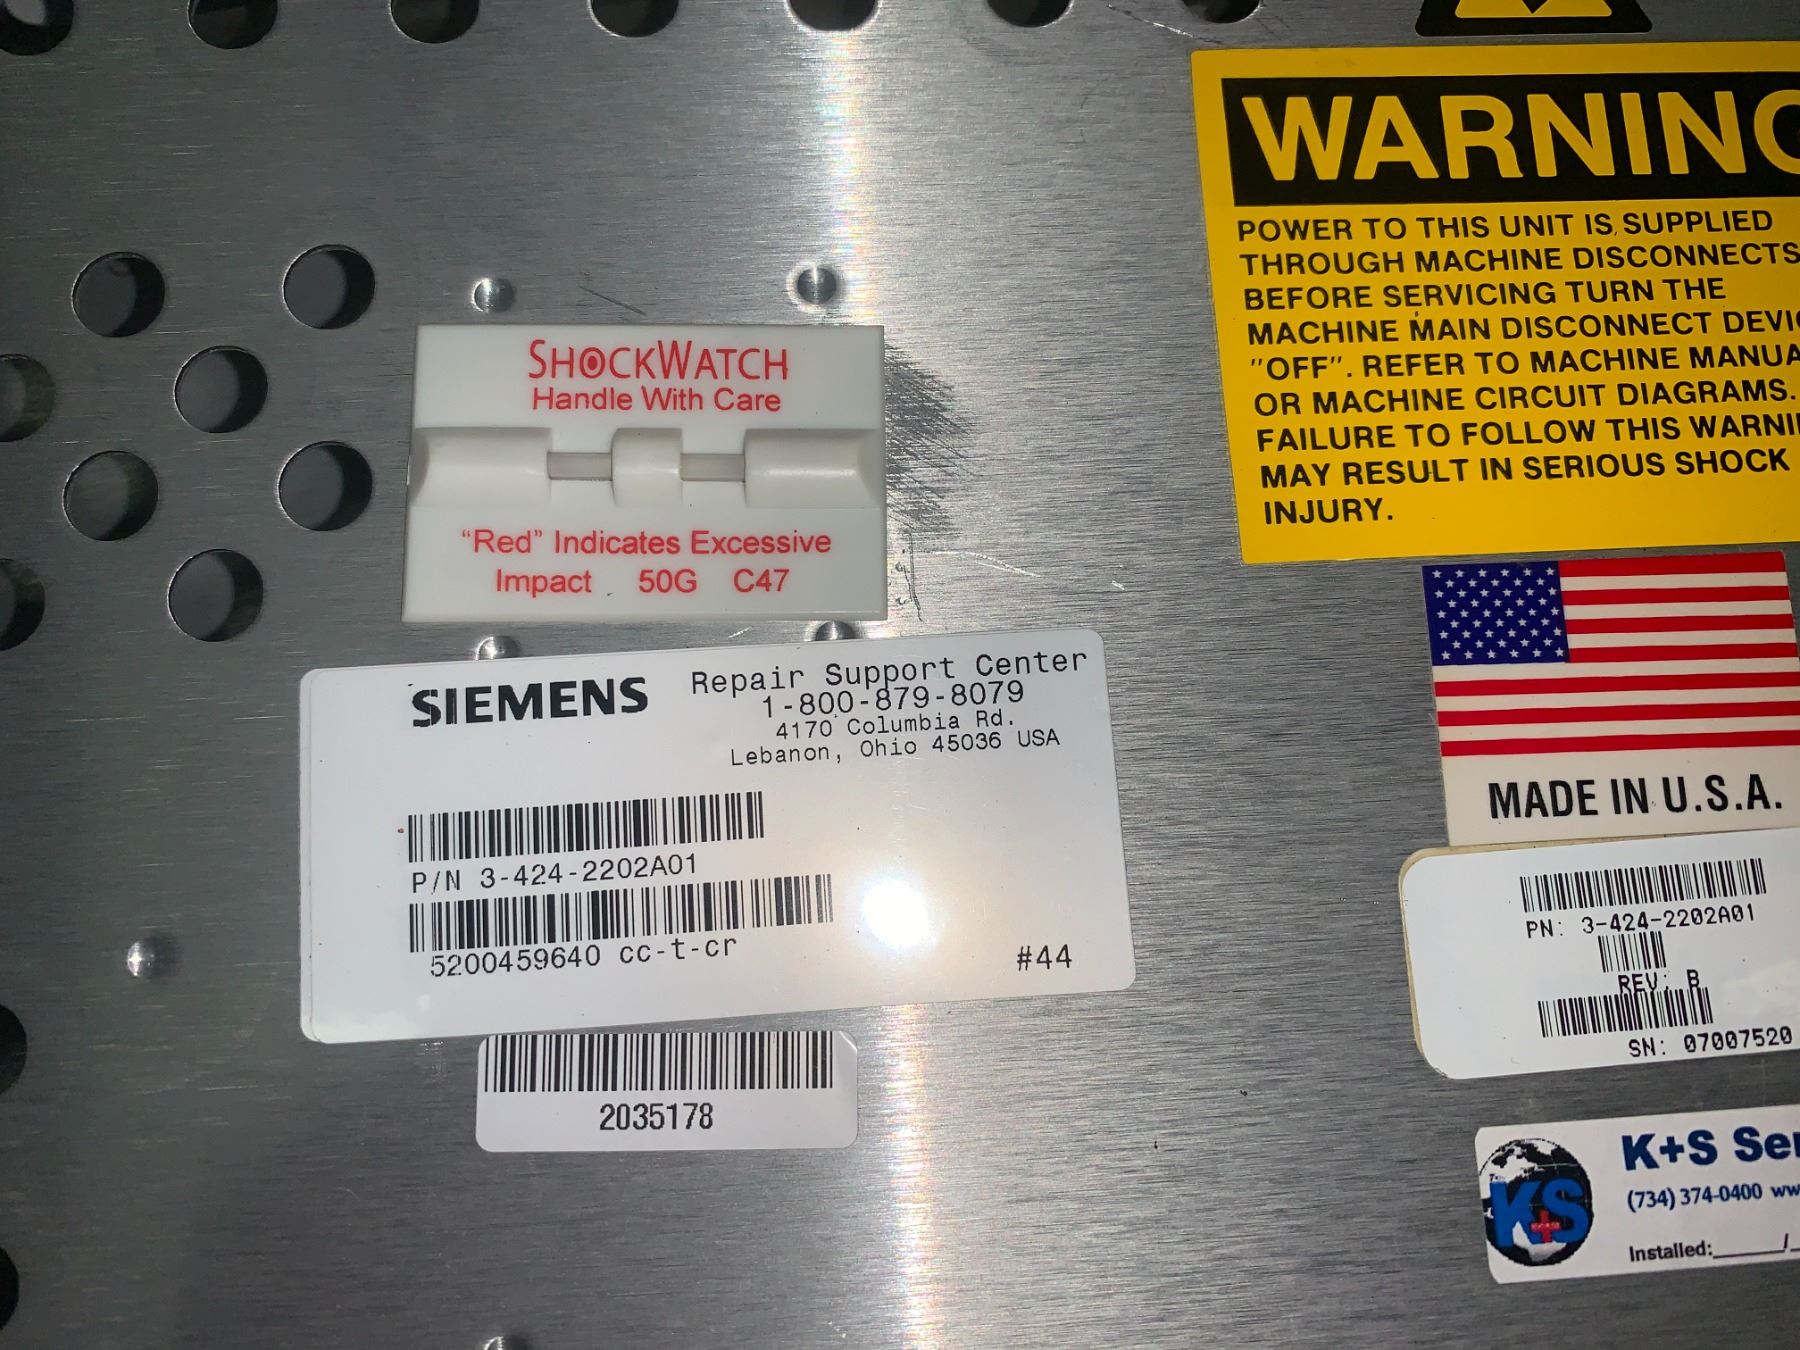 SHOCKWATCH
Handle With Care
“Red” Indicates Excessive
Impact 50G C47
WARNING
POWER TO THIS UNIT IS SUPPLIED
THROUGH MACHINE DISCONNECTS
BEFORE SERVICING TURN THE
MACHINE MAIN DISCONNECT DEVIC
"OFF". REFER TO MACHINE MANUA
OR MACHINE CIRCUIT DIAGRAMS.
FAILURE TO FOLLOW THIS WARNI
MAY RESULT IN SERIOUS SHOCK
INJURY.
SIEMENS
Repair Support Center
1-800-879-8079
4170 Columbia Rd.
Lebanon, Ohio 45036 USA
P/N 3-424-2202A01
5200459640 cc-t-cr
#44
2035178
MADE IN U.S.A.
PN: 3-424-2202A01
REV: B
SN: 07007520
K+S
K+S Ser
(734) 374-0400 ww
Installed:______/